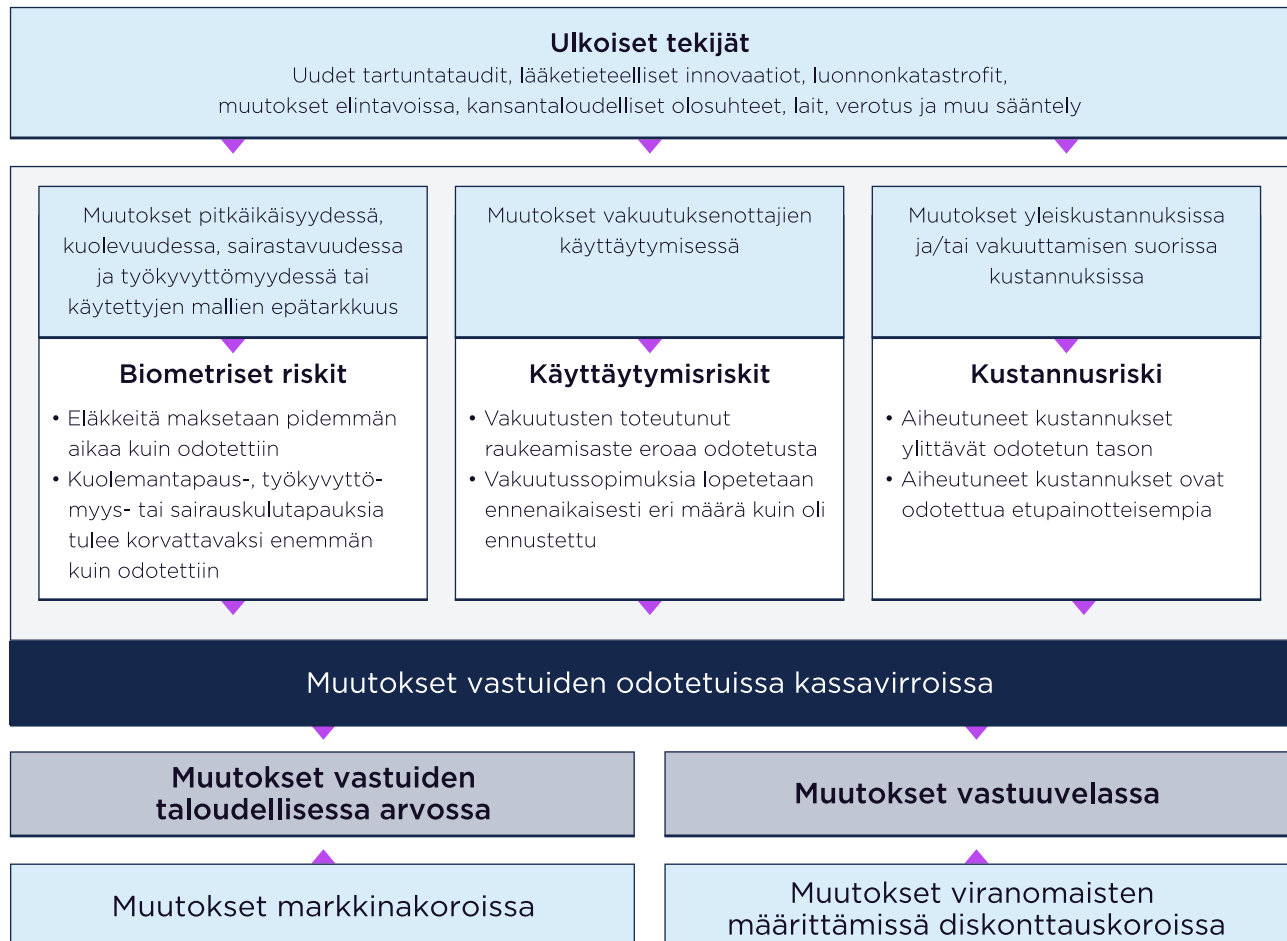 Ulkoiset tekijät
Uudet tartuntataudit, lääketieteelliset innovaatiot, luonnonkatastrofit,
muutokset elintavoissa, kansantaloudelliset olosuhteet, lait, verotus ja muu sääntely
Muutokset pitkäikäisyydessä,
kuolevuudessa, sairastavuudessa
ja työkyvyttömyydessä tai
käytettyjen mallien epätarkkuus
Biometriset riskit
• Eläkkeitä maksetaan pidemmän
aikaa kuin odotettiin
• Kuolemantapaus-, työkyvyttö-
myys- tai sairauskulutapauksia
tulee korvattavaksi enemmän
kuin odotettiin
Muutokset vakuutuksenottajien
käyttäytymisessä
Käyttäytymisriskit
• Vakuutusten toteutunut
raukeamisaste eroaa odotetusta
• Vakuutussopimuksia lopetetaan
ennenaikaisesti eri määrä kuin oli
ennustettu
Muutokset yleiskustannuksissa
ja/tai vakuuttamisen suorissa
kustannuksissa
Kustannusriski
• Aiheutuneet kustannukset
ylittävät odotetun tason
• Aiheutuneet kustannukset ovat
odotettua etupainotteisempia
Muutokset vastuiden odotetuissa kassavirroissa
Muutokset vastuiden
taloudellisessa arvossa
Muutokset vastuuvelassa
Muutokset markkinakoroissa
Muutokset viranomaisten
määrittämissä diskonttauskoroissa